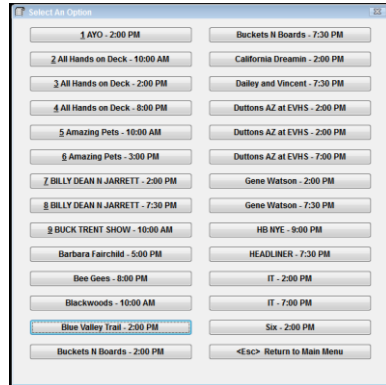 Select An Option
1 AYO - 2:00 PM
2 All Hands on Deck - 10:00 AM
3 All Hands on Deck - 2:00 PM
4 All Hands on Deck - 8:00 PM
5 Amazing Pets - 10:00 AM
6 Amazing Pets - 3:00 PM
7 BILLY DEAN N JARRETT - 2:00 PM
8 BILLY DEAN N JARRETT - 7:30 PM
9 BUCK TRENT SHOW - 10:00 AM
Barbara Fairchild - 5:00 PM
Bee Gees - 8:00 PM
Blackwoods - 10:00 AM
Blue Valley Trail - 2:00 PM
Buckets N Boards - 2:00 PM
Buckets N Boards - 7:30 PM
California Dreamin - 2:00 PM
Dailey and Vincent - 7:30 PM
Duttons AZ at EVHS - 2:00 PM
Duttons AZ at EVHS - 2:00 PM
Duttons AZ at EVHS - 7:00 PM
Gene Watson - 2:00 PM
Gene Watson - 7:30 PM
HB NYE - 9:00 PM
HEADLINER - 7:30 PM
IT - 2:00 PM
IT - 7:00 PM
Six - 2:00 PM
<Esc> Return to Main Menu